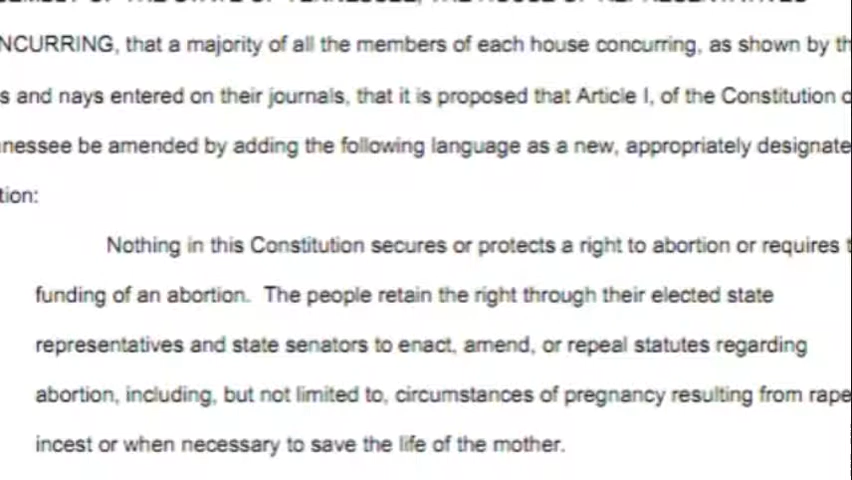 NCURRING, that a majority of all the members of each house concurring, as shown by th
s and nays entered on their journals, that it is proposed that Article I, of the Constitution o
nnessee be amended by adding the following language as a new, appropriately designate
tion:
Nothing in this Constitution secures or protects a right to abortion or requires t
funding of an abortion. The people retain the right through their elected state
representatives and state senators to enact, amend, or repeal statutes regarding
abortion, including, but not limited to, circumstances of pregnancy resulting from rape
incest or when necessary to save the life of the mother.